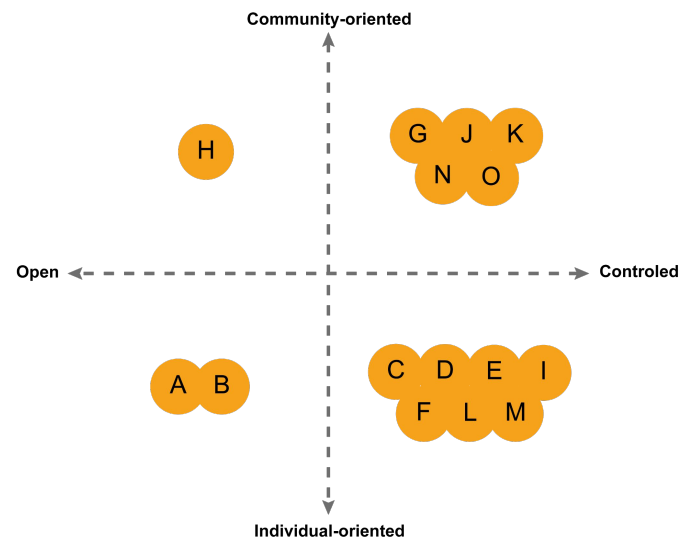 Community-oriented
H
G J K
N O
Open
Controled
C D E I
A B
F L M
Individual-oriented